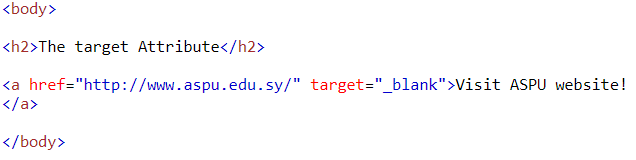 <body>
<h2>The target Attribute</h2>
<a href="http://www.aspu.edu.sy/" target="_blank">Visit ASPU website!
</a>
</body>